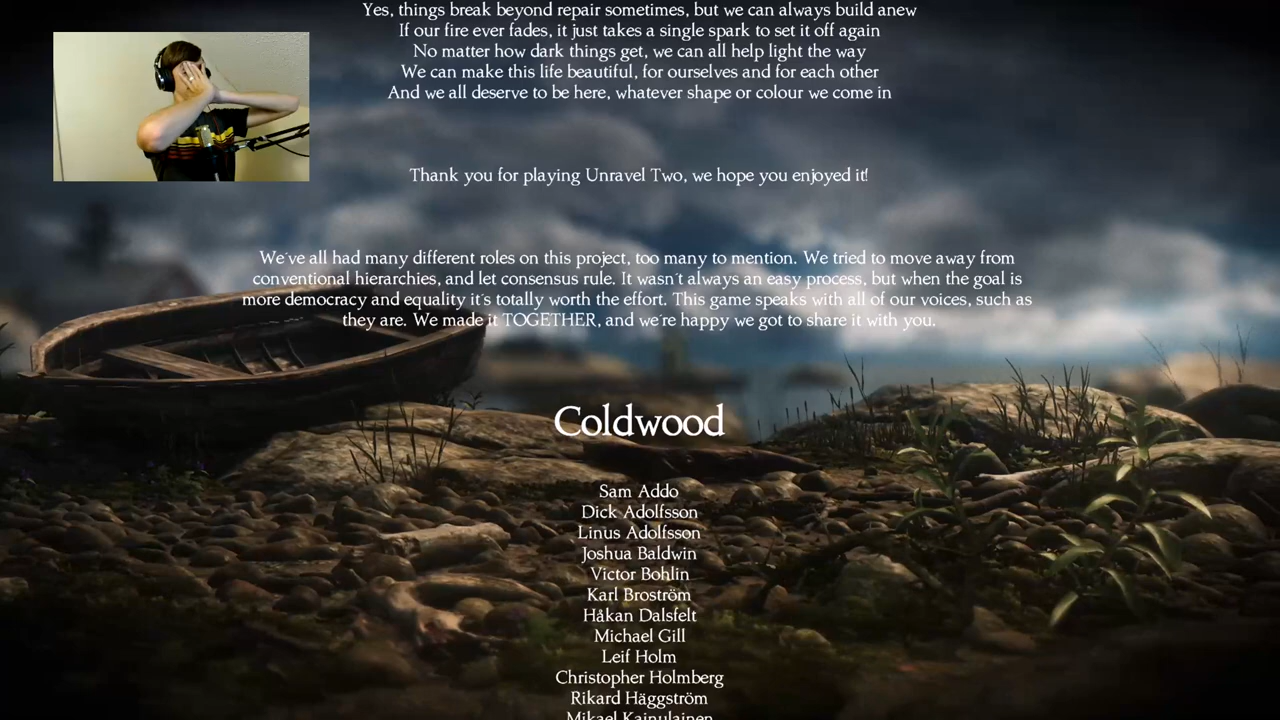 Yes, things break beyond repair sometimes, but we can always build anew
If our fire ever fades, it just takes a single spark to set it off again
No matter how dark things get, we can all help light the way
We can make this life beautiful, for ourselves and for each other
And we all deserve to be here, whatever shape or colour we come in
Thank you for playing Unravel Two, we hope you enjoyed it!
We´ve all had many different roles on this project, too many to mention. We tried to move away from
conventional hierarchies, and let consensus rule. It wasn´t always an easy process, but when the goal is
more democracy and equality it´s totally worth the effort. This game speaks with all of our voices, such as
they are. We made it TOGETHER, and we´re happy we got to share it with you.
Coldwood
Sam Addo
Dick Adolfsson
Linus Adolfsson
Joshua Baldwin
Victor Bohlin
Karl Broström
Håkan Dalsfelt
Michael Gill
Leif Holm
Christopher Holmberg
Rikard Häggström
Mikael Kainulainen